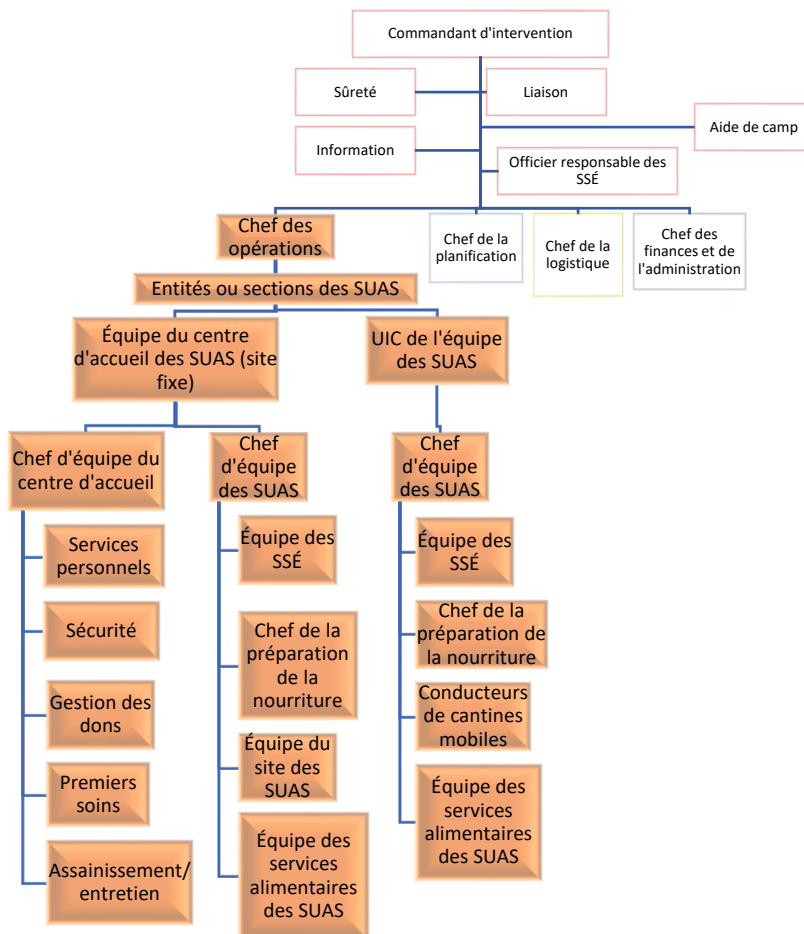 Commandant d'intervention
Sûreté
Liaison
Aide de camp
Information
Officier responsable des
SSÉ
Chef des
opérations
Chef de la
planification
Chef de la
logistique
Chef des
finances et de
l'administration
Entités ou sections des SUAS
Équipe du centre
d'accueil des SUAS (site
fixe)
UIC de l'équipe
des SUAS
Chef d'équipe du
centre d'accueil
Services
personnels
Sécurité
Gestion des
dons
Premiers
soins
Assainissement/
entretien
Chef
d'équipe
des SUAS
Équipe des
SSÉ
Chef de la
préparation
de la
nourriture
Équipe du
site des
SUAS
Équipe des
services
alimentaires
des SUAS
Chef
d'équipe
des SUAS
Équipe des
SSÉ
Chef de la
préparation de
la nourriture
Conducteurs
de cantines
mobiles
Équipe des
services
alimentaires
des SUAS